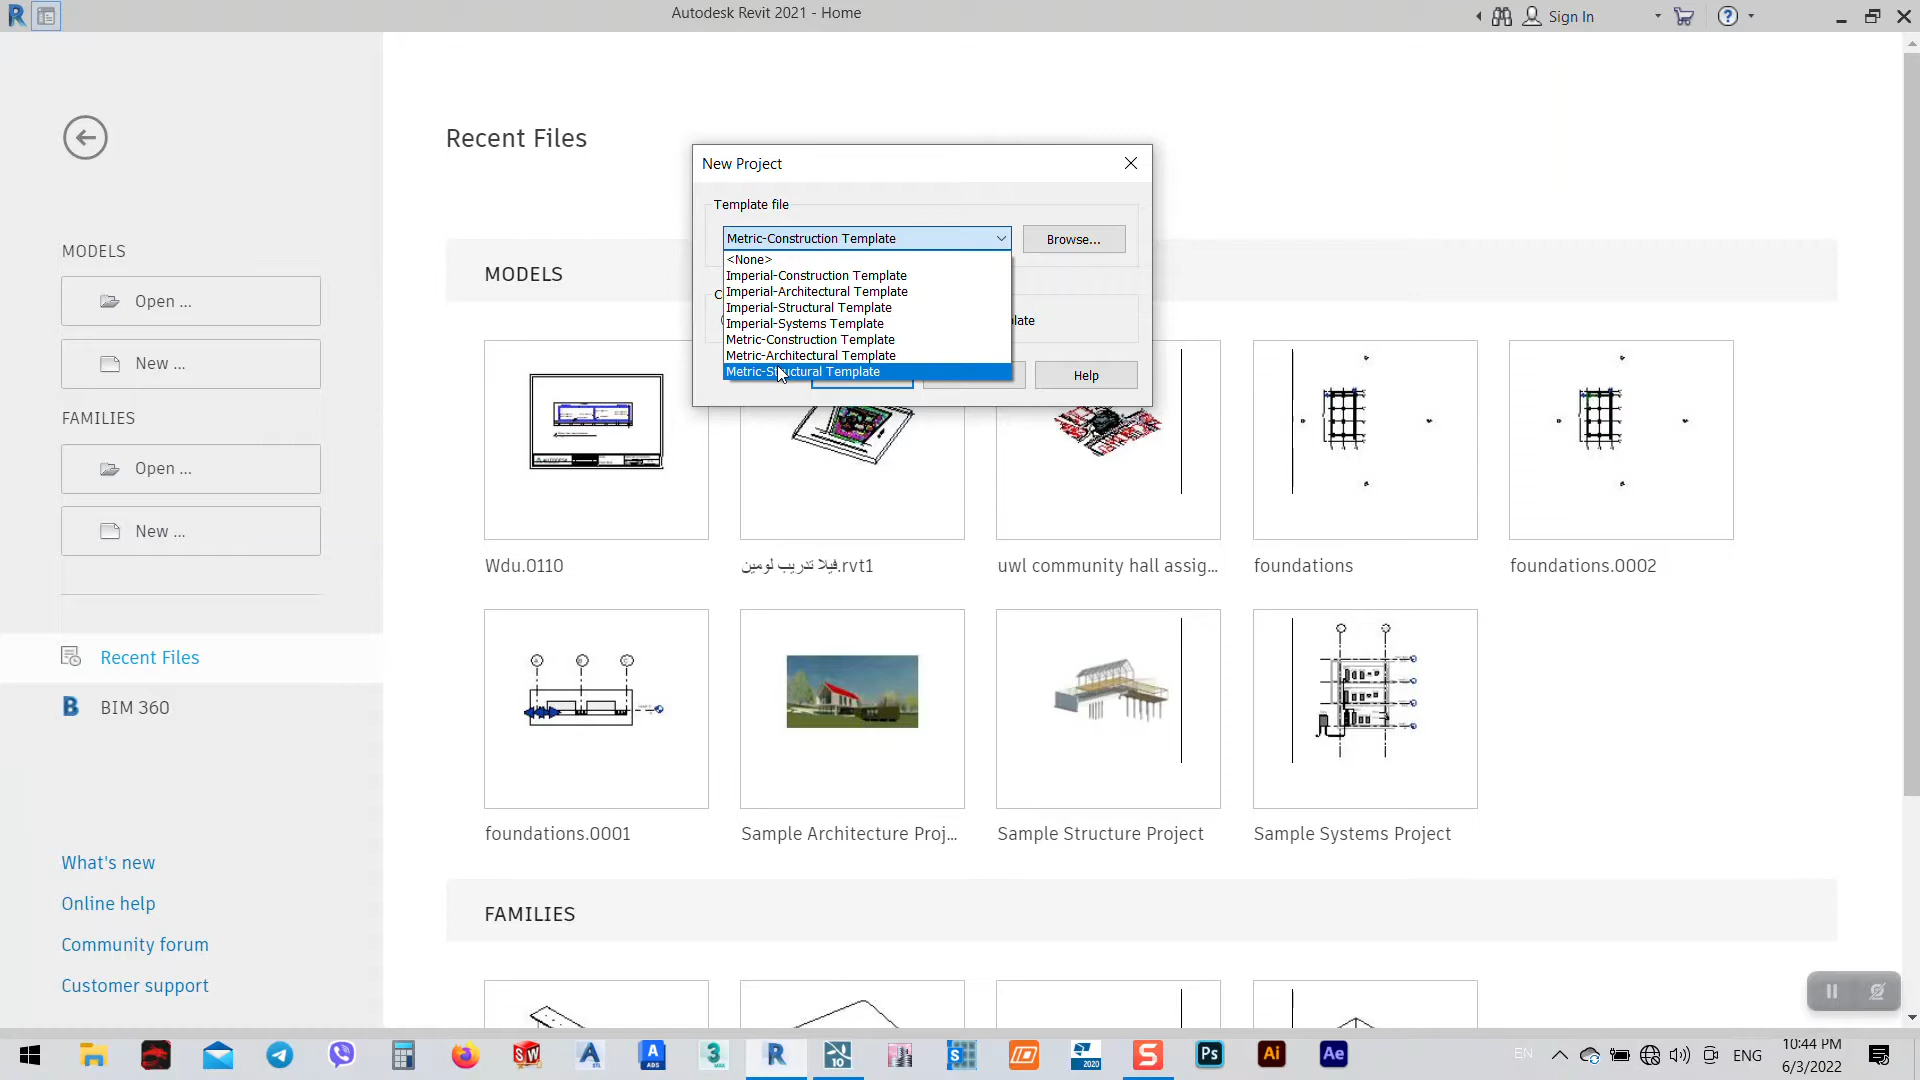 Autodesk Revit 2021 - Home
Sign In
Recent Files
New Project
Template file
Metric-Construction Template
Browse...
<None>
Imperial-Construction Template
Imperial-Architectural Template
Imperial-Structural Template
Imperial-Systems Template
Metric-Construction Template
Metric-Architectural Template
Metric-Structural Template
Help
MODELS
Open ...
New ...
FAMILIES
Open ...
New ...
Recent Files
BIM 360
What's new
Online help
Community forum
Customer support
MODELS
Wdu.0110
فيلا تدريب لومين.rvt1
uwl community hall assig...
foundations
foundations.0002
foundations.0001
Sample Architecture Proj...
Sample Structure Project
Sample Systems Project
FAMILIES
EN
ENG
10:44 PM
6/3/2022